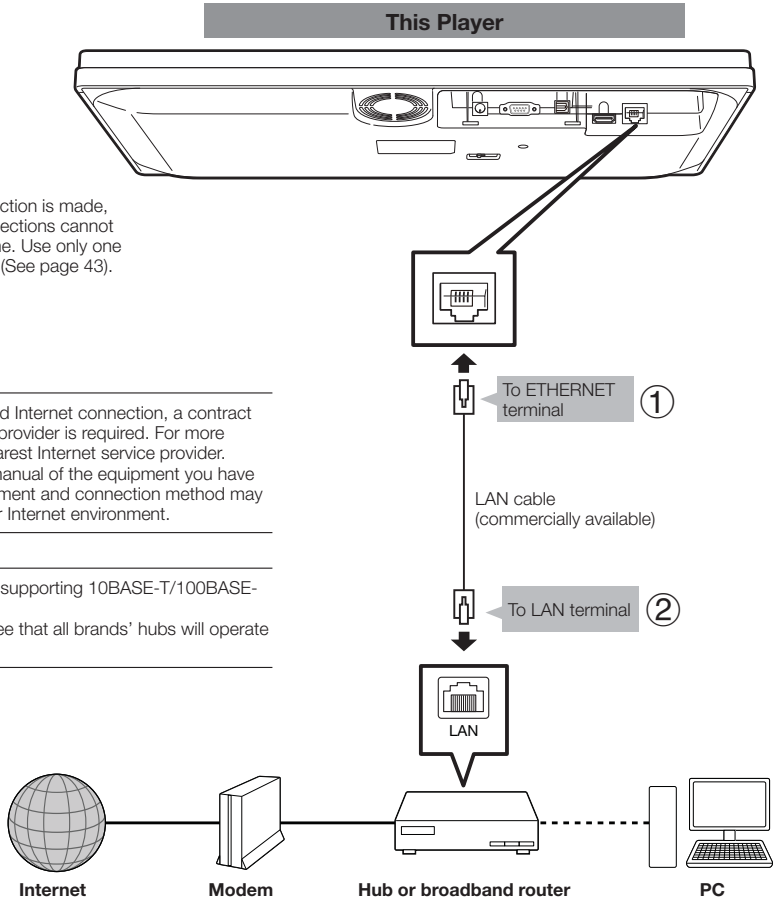 This Player
ction is made,
ections cannot
ne. Use only one
(See page 43).
d Internet connection, a contract
provider is required. For more
arest Internet service provider.
manual of the equipment you have
ment and connection method may
r Internet environment.
supporting 10BASE-T/100BASE-
ee that all brands’ hubs will operate
To ETHERNET
terminal
①
LAN cable
(commercially available)
To LAN terminal
②
LAN
Internet
Modem
Hub or broadband router
PC